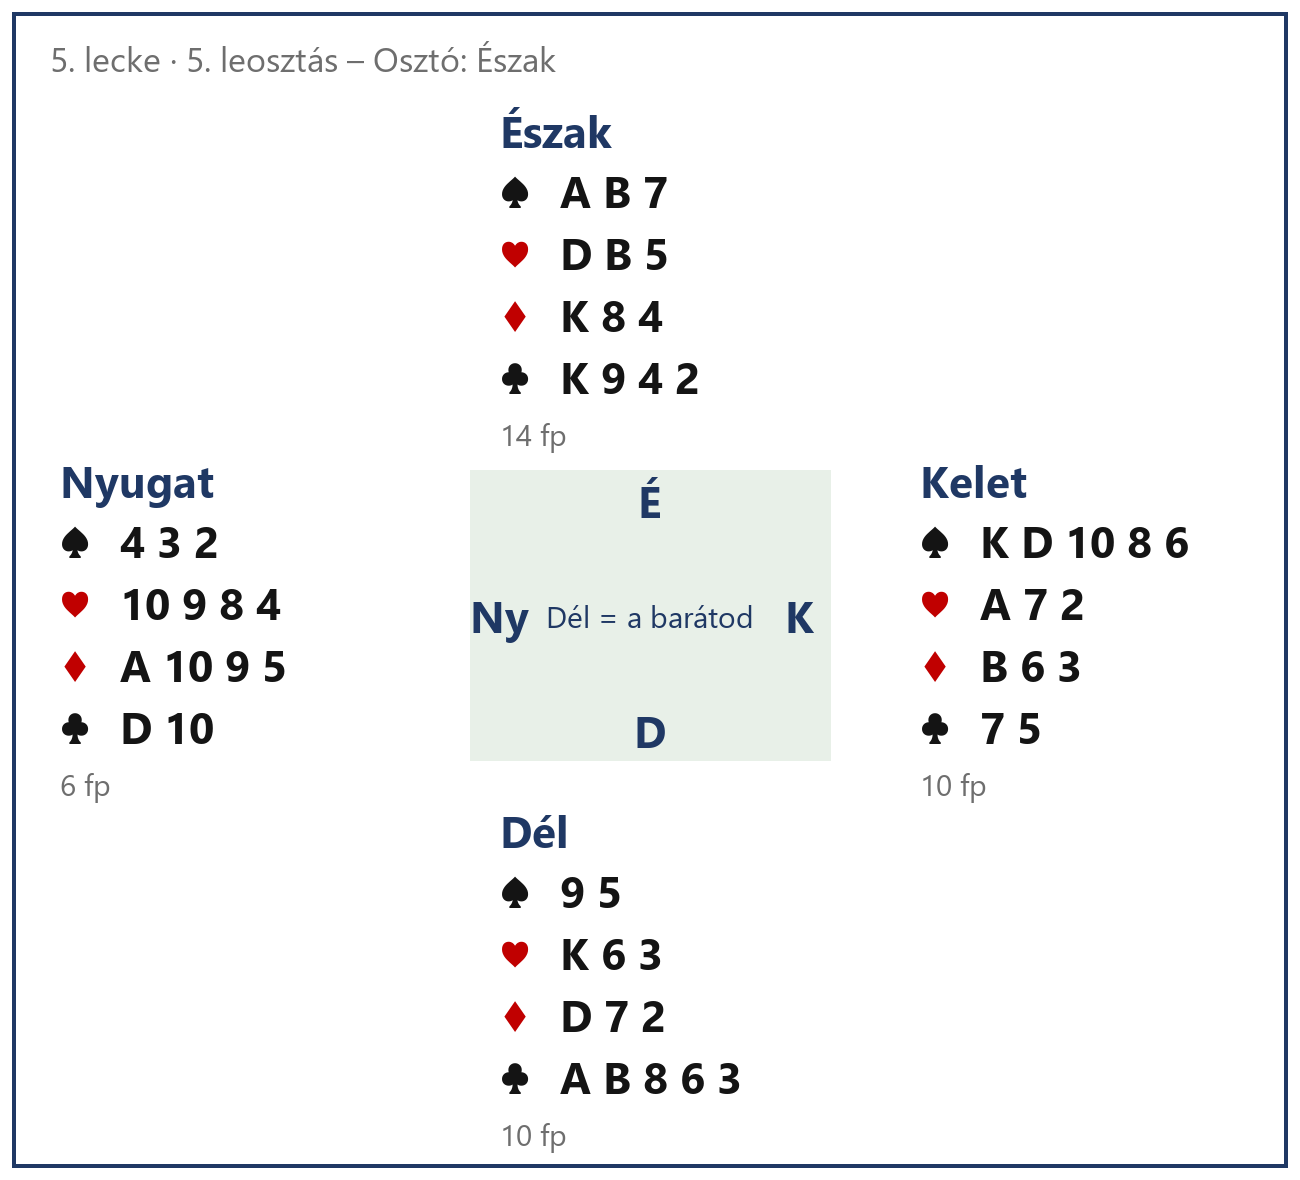 5. lecke · 5. leosztás – Osztó: Észak
Észak
♠ A B 7
♥ D B 5
♦ K 8 4
♣ K 9 4 2
14 fp
Nyugat
♠ 4 3 2
♥ 10 9 8 4
♦ A 10 9 5
♣ D 10
6 fp
É
Ny Dél = a barátod K
D
Kelet
♠ K D 10 8 6
♥ A 7 2
♦ B 6 3
♣ 7 5
10 fp
Dél
♠ 9 5
♥ K 6 3
♦ D 7 2
♣ A B 8 6 3
10 fp